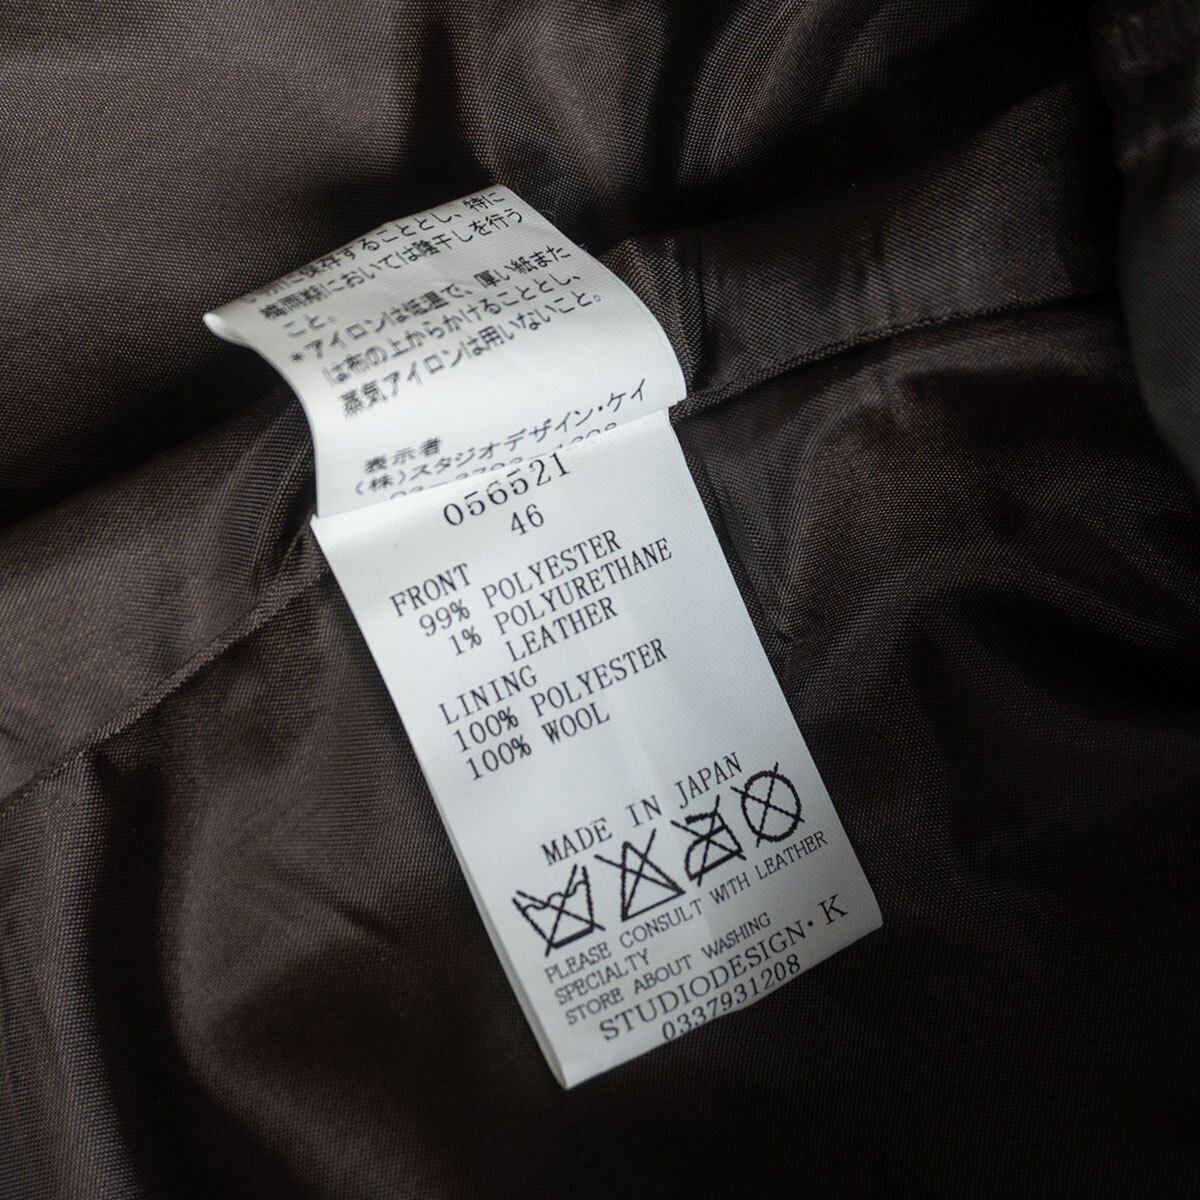 に保存することとし、特に
梅雨期においては陰干しを行う
こと。
*アイロンは低温で、厚い紙また
は布の上からかけることとし、
蒸気アイロンは用いないこと。
表示者
(株)スタジオデザイン・ケイ
056521
46
FRONT
99% POLYESTER
1% POLYURETHANE
LEATHER
LINING
100% POLYESTER
100% WOOL
MADE IN JAPAN
PLEASE CONSULT WITH LEATHER
SPECIALTY
STORE ABOUT WASHING
STUDIODESIGN・K
0337931208